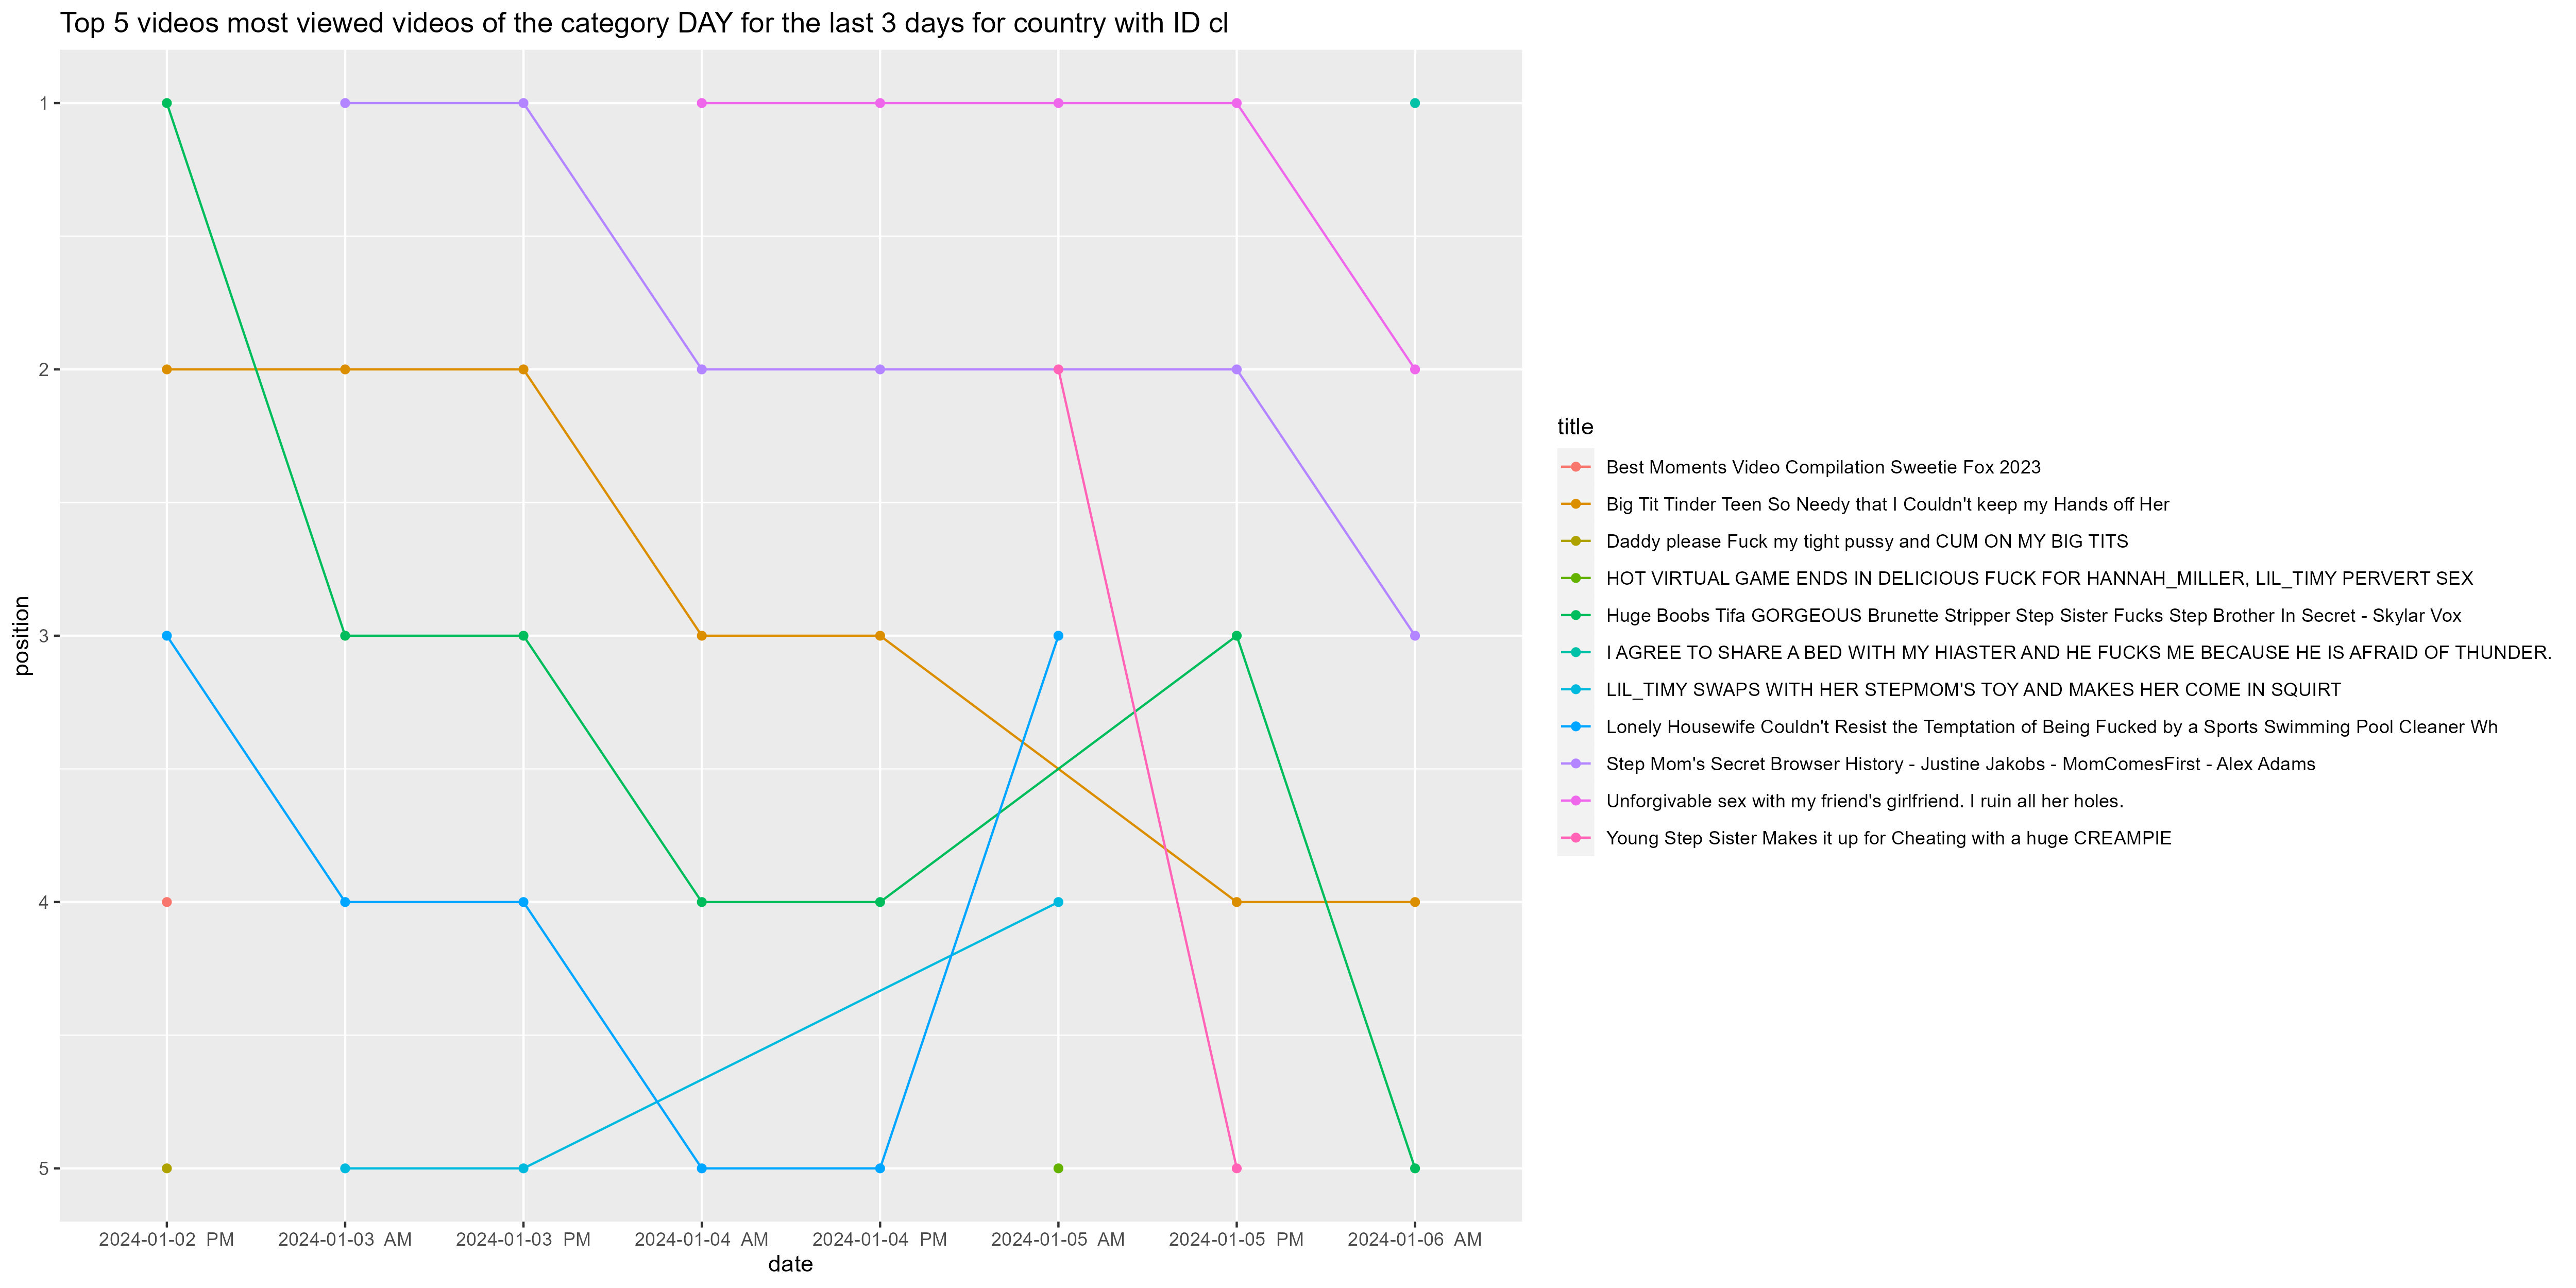 Top 5 videos most viewed videos of the category DAY for the last 3 days for country with ID cl
position
1
2
3
4
5
2024-01-02 PM
2024-01-03 AM
2024-01-03 PM
2024-01-04 AM
2024-01-04 PM
2024-01-05 AM
2024-01-05 PM
2024-01-06 AM
date
title
Best Moments Video Compilation Sweetie Fox 2023
Big Tit Tinder Teen So Needy that I Couldn't keep my Hands off Her
Daddy please Fuck my tight pussy and CUM ON MY BIG TITS
HOT VIRTUAL GAME ENDS IN DELICIOUS FUCK FOR HANNAH_MILLER, LIL_TIMY PERVERT SEX
Huge Boobs Tifa GORGEOUS Brunette Stripper Step Sister Fucks Step Brother In Secret - Skylar Vox
I AGREE TO SHARE A BED WITH MY HIASTER AND HE FUCKS ME BECAUSE HE IS AFRAID OF THUNDER.
LIL_TIMY SWAPS WITH HER STEPMOM'S TOY AND MAKES HER COME IN SQUIRT
Lonely Housewife Couldn't Resist the Temptation of Being Fucked by a Sports Swimming Pool Cleaner Wh
Step Mom's Secret Browser History - Justine Jakobs - MomComesFirst - Alex Adams
Unforgivable sex with my friend's girlfriend. I ruin all her holes.
Young Step Sister Makes it up for Cheating with a huge CREAMPIE